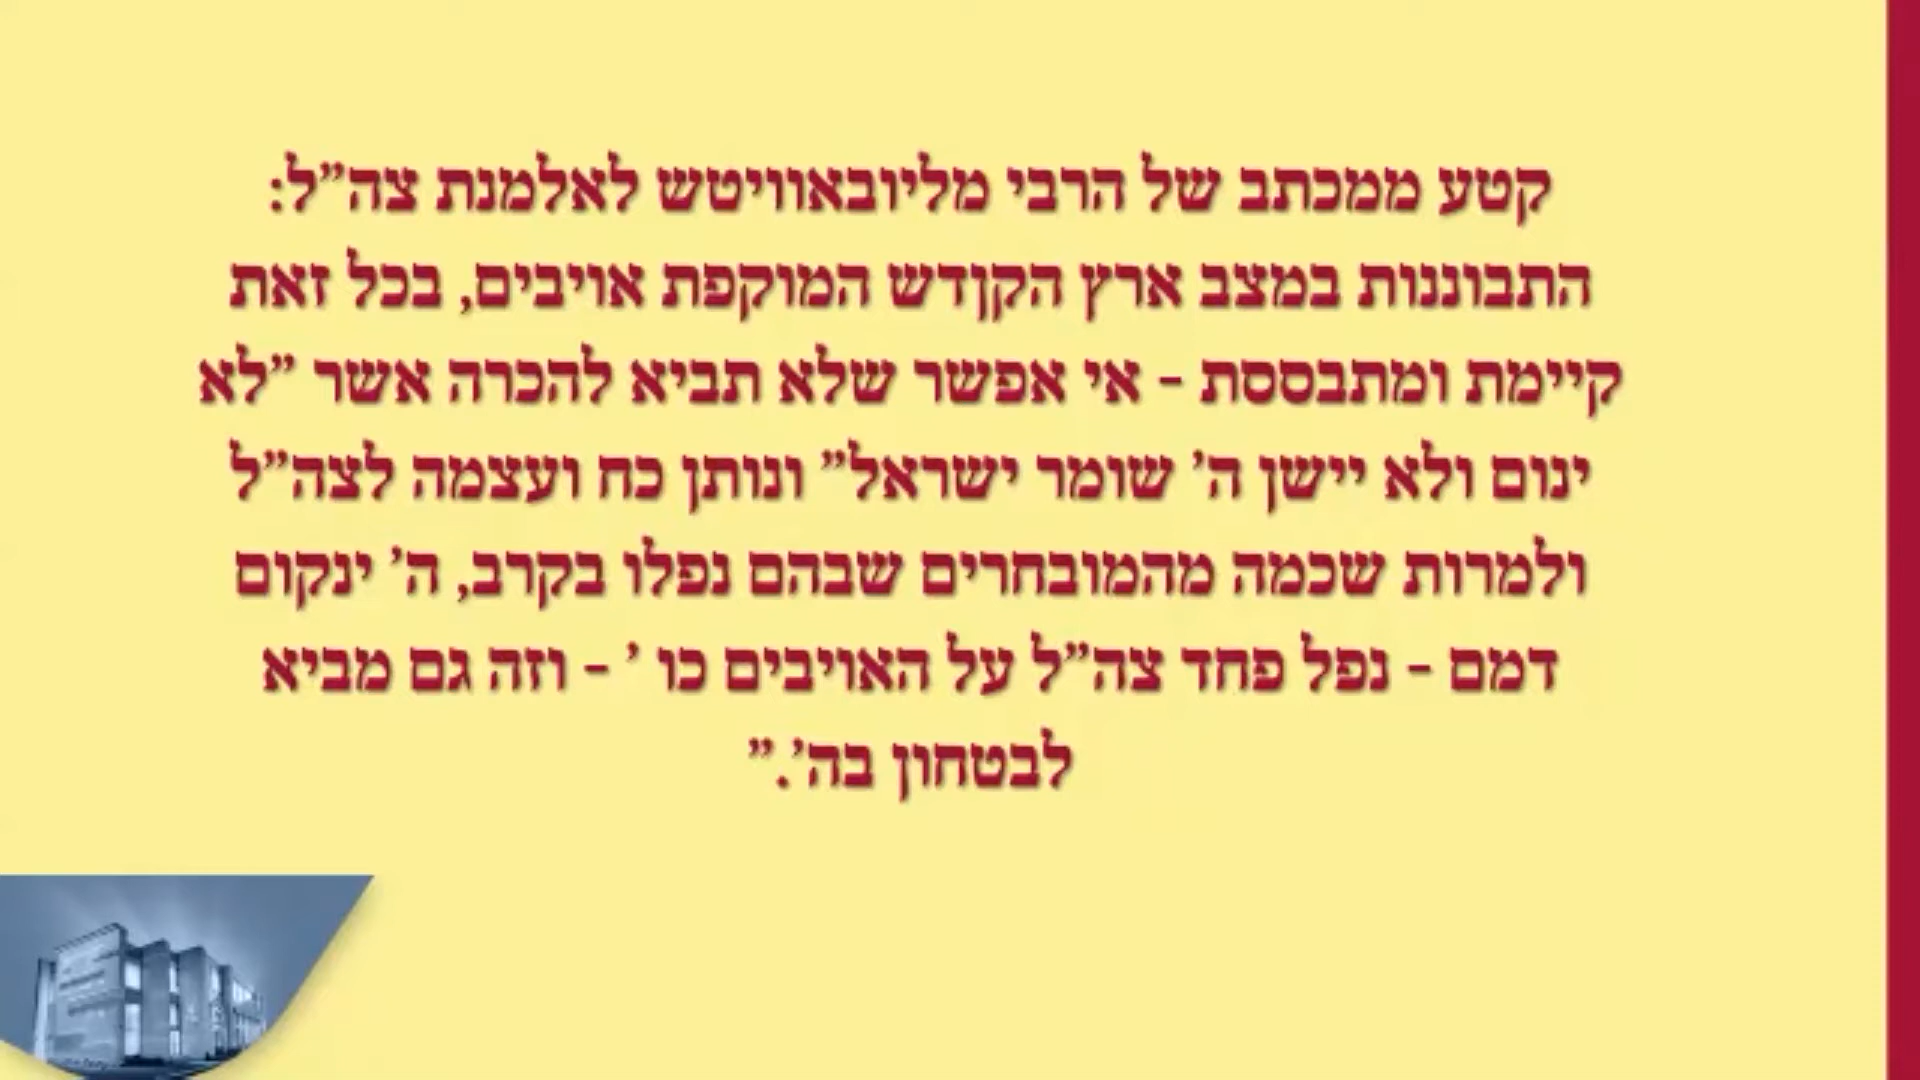 קטע ממכתב של הרבי מליובאוויטש לאלמנת צה"ל:
התבוננות במצב ארץ הקןדש המוקפת אויבים, בכל זאת
קיימת ומתבססת - אי אפשר שלא תביא להכרה אשר "לא
ינום ולא יישן ה' שומר ישראל" ונותן כח ועצמה לצה"ל
ולמרות שכמה מהמובחרים שבהם נפלו בקרב, ה' ינקום
דמם - נפל פחד צה"ל על האויבים כו ' - וזה גם מביא
לבטחון בה'."